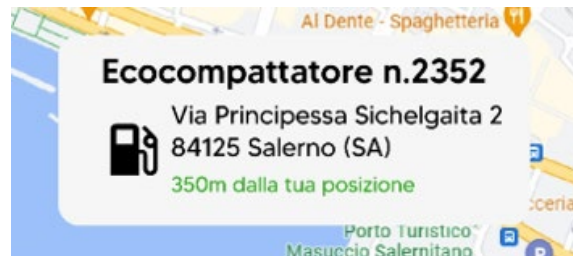 Al Dente - Spaghetteria
Ecocompattatore n.2352
Via Principessa Sichelgaita 2
84125 Salerno (SA)
350m dalla tua posizione
cceria
Porto Turistico
Masuccio Salernitano
P